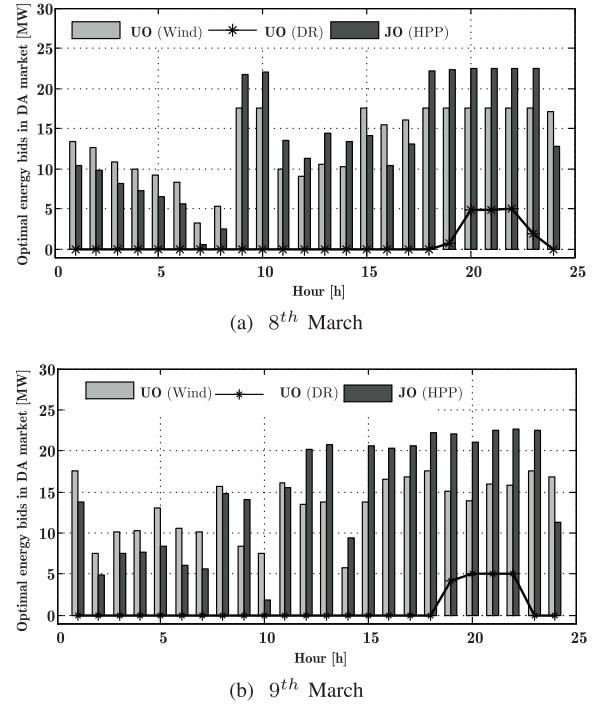 Optimal energy bids in DA market [MW]
30
25
20
15
10
5
0
UO (Wind) UO (DR) JO (HPP)
0 5 10 15 20 25
Hour [h]
(a) 8th March
Optimal energy bids in DA market [MW]
30
25
20
15
10
5
0
UO (Wind) UO (DR) JO (HPP)
0 5 10 15 20 25
Hour [h]
(b) 9th March